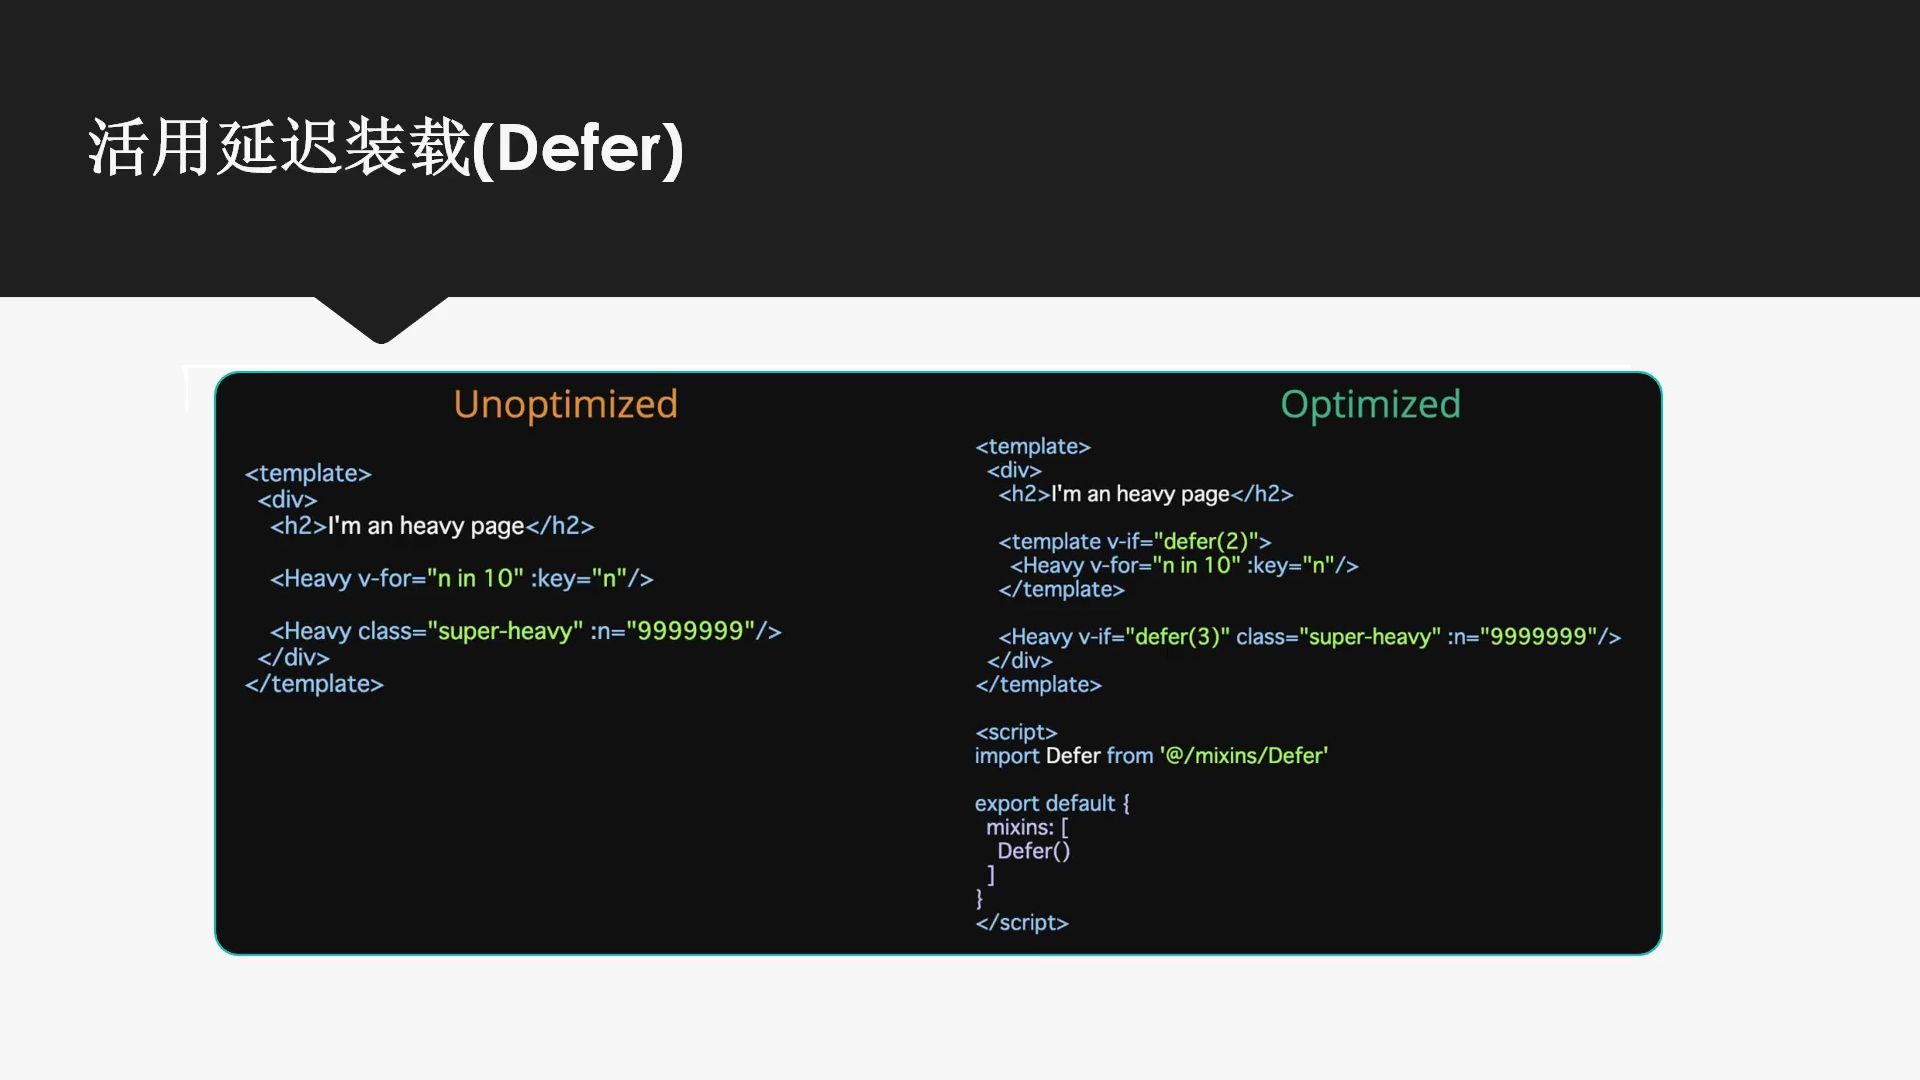 活用延迟装载(Defer)
Unoptimized
<template>
<div>
<h2>I'm an heavy page</h2>
<Heavy v-for="n in 10" :key="n"/>
<Heavy class="super-heavy" :n="9999999"/>
</div>
</template>
Optimized
<template>
<div>
<h2>I'm an heavy page</h2>
<template v-if="defer(2)">
<Heavy v-for="n in 10" :key="n"/>
</template>
<Heavy v-if="defer(3)" class="super-heavy" :n="9999999"/>
</div>
</template>
<script>
import Defer from '@/mixins/Defer'
export default {
mixins: [
Defer()
]
}
</script>